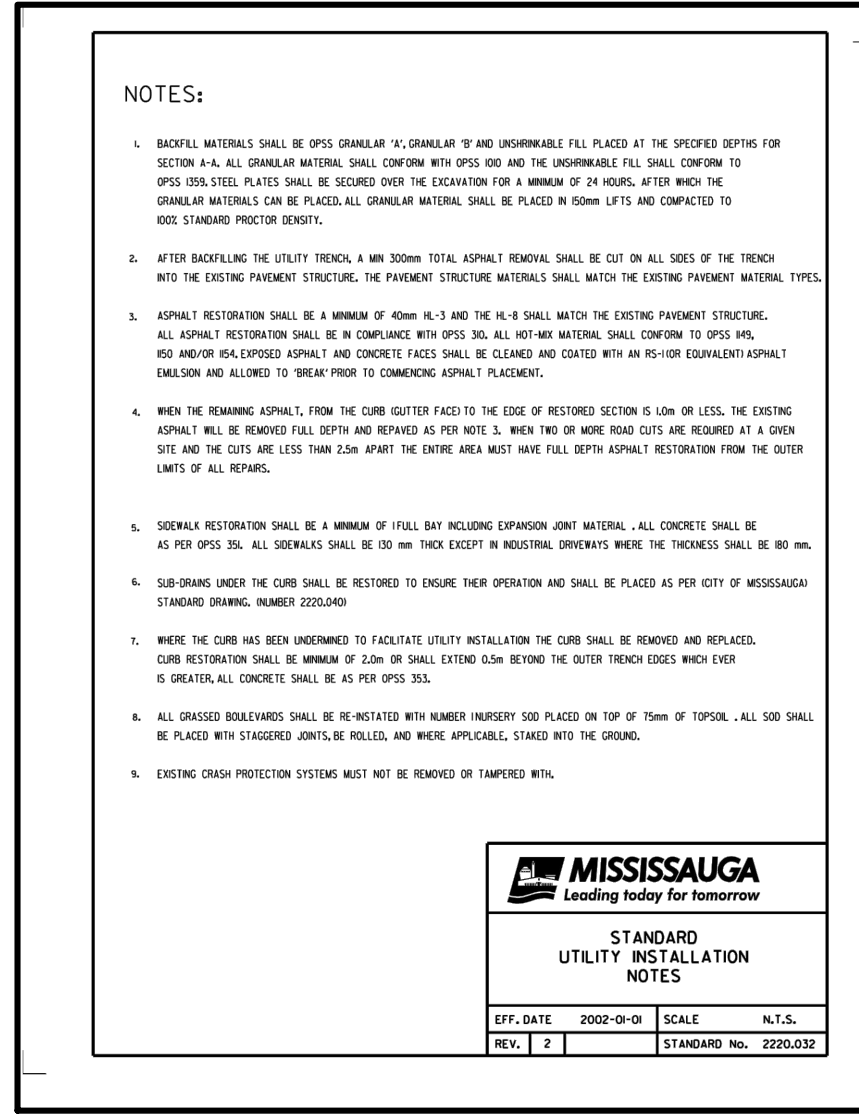 NOTES:
1. BACKFILL MATERIALS SHALL BE OPSS GRANULAR 'A', GRANULAR 'B' AND UNSHRINKABLE FILL PLACED AT THE SPECIFIED DEPTHS FOR
SECTION A-A. ALL GRANULAR MATERIAL SHALL CONFORM WITH OPSS 1010 AND THE UNSHRINKABLE FILL SHALL CONFORM TO
OPSS 1359. STEEL PLATES SHALL BE SECURED OVER THE EXCAVATION FOR A MINIMUM OF 24 HOURS. AFTER WHICH THE
GRANULAR MATERIALS CAN BE PLACED. ALL GRANULAR MATERIAL SHALL BE PLACED IN 150mm LIFTS AND COMPACTED TO
100% STANDARD PROCTOR DENSITY.
2. AFTER BACKFILLING THE UTILITY TRENCH, A MIN 300mm TOTAL ASPHALT REMOVAL SHALL BE CUT ON ALL SIDES OF THE TRENCH
INTO THE EXISTING PAVEMENT STRUCTURE. THE PAVEMENT STRUCTURE MATERIALS SHALL MATCH THE EXISTING PAVEMENT MATERIAL TYPES.
3. ASPHALT RESTORATION SHALL BE A MINIMUM OF 40mm HL-3 AND THE HL-8 SHALL MATCH THE EXISTING PAVEMENT STRUCTURE.
ALL ASPHALT RESTORATION SHALL BE IN COMPLIANCE WITH OPSS 310. ALL HOT-MIX MATERIAL SHALL CONFORM TO OPSS 1149,
1150 AND/OR 1154. EXPOSED ASPHALT AND CONCRETE FACES SHALL BE CLEANED AND COATED WITH AN RS-1 (OR EQUIVALENT) ASPHALT
EMULSION AND ALLOWED TO 'BREAK' PRIOR TO COMMENCING ASPHALT PLACEMENT.
4. WHEN THE REMAINING ASPHALT, FROM THE CURB (GUTTER FACE) TO THE EDGE OF RESTORED SECTION IS 1.0m OR LESS. THE EXISTING
ASPHALT WILL BE REMOVED FULL DEPTH AND REPAVED AS PER NOTE 3. WHEN TWO OR MORE ROAD CUTS ARE REQUIRED AT A GIVEN
SITE AND THE CUTS ARE LESS THAN 2.5m APART THE ENTIRE AREA MUST HAVE FULL DEPTH ASPHALT RESTORATION FROM THE OUTER
LIMITS OF ALL REPAIRS.
5. SIDEWALK RESTORATION SHALL BE A MINIMUM OF 1 FULL BAY INCLUDING EXPANSION JOINT MATERIAL . ALL CONCRETE SHALL BE
AS PER OPSS 351. ALL SIDEWALKS SHALL BE 130 mm THICK EXCEPT IN INDUSTRIAL DRIVEWAYS WHERE THE THICKNESS SHALL BE 180 mm.
6. SUB-DRAINS UNDER THE CURB SHALL BE RESTORED TO ENSURE THEIR OPERATION AND SHALL BE PLACED AS PER (CITY OF MISSISSAUGA)
STANDARD DRAWING. (NUMBER 2220.040)
7. WHERE THE CURB HAS BEEN UNDERMINED TO FACILITATE UTILITY INSTALLATION THE CURB SHALL BE REMOVED AND REPLACED.
CURB RESTORATION SHALL BE MINIMUM OF 2.0m OR SHALL EXTEND 0.5m BEYOND THE OUTER TRENCH EDGES WHICH EVER
IS GREATER, ALL CONCRETE SHALL BE AS PER OPSS 353.
8. ALL GRASSED BOULEVARDS SHALL BE RE-INSTATED WITH NUMBER 1 NURSERY SOD PLACED ON TOP OF 75mm OF TOPSOIL . ALL SOD SHALL
BE PLACED WITH STAGGERED JOINTS, BE ROLLED, AND WHERE APPLICABLE, STAKED INTO THE GROUND.
9. EXISTING CRASH PROTECTION SYSTEMS MUST NOT BE REMOVED OR TAMPERED WITH.
MISSISSAUGA
Leading today for tomorrow
STANDARD
UTILITY INSTALLATION
NOTES
EFF. DATE 2002-01-01 SCALE N.T.S.
REV. 2 STANDARD No. 2220.032